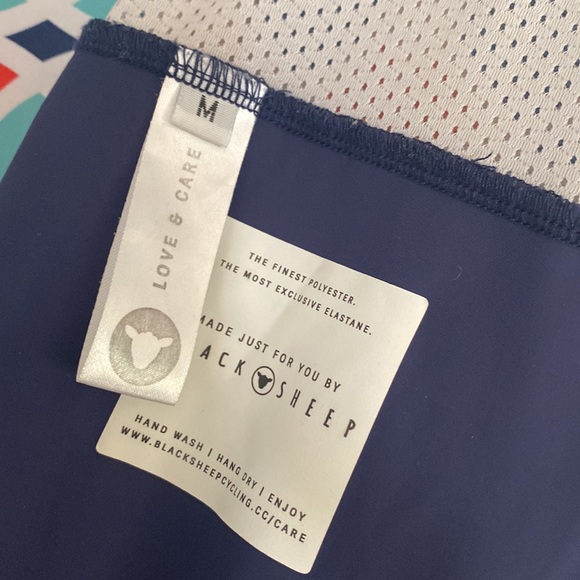 M
LOVE & CARE
THE FINEST POLYESTER.
THE MOST EXCLUSIVE ELASTANE.
MADE JUST FOR YOU BY
ACK SHEEP
HAND WASH | HANG DRY | ENJOY
WWW.BLACKSHEEPCYCLING.CC/CARE